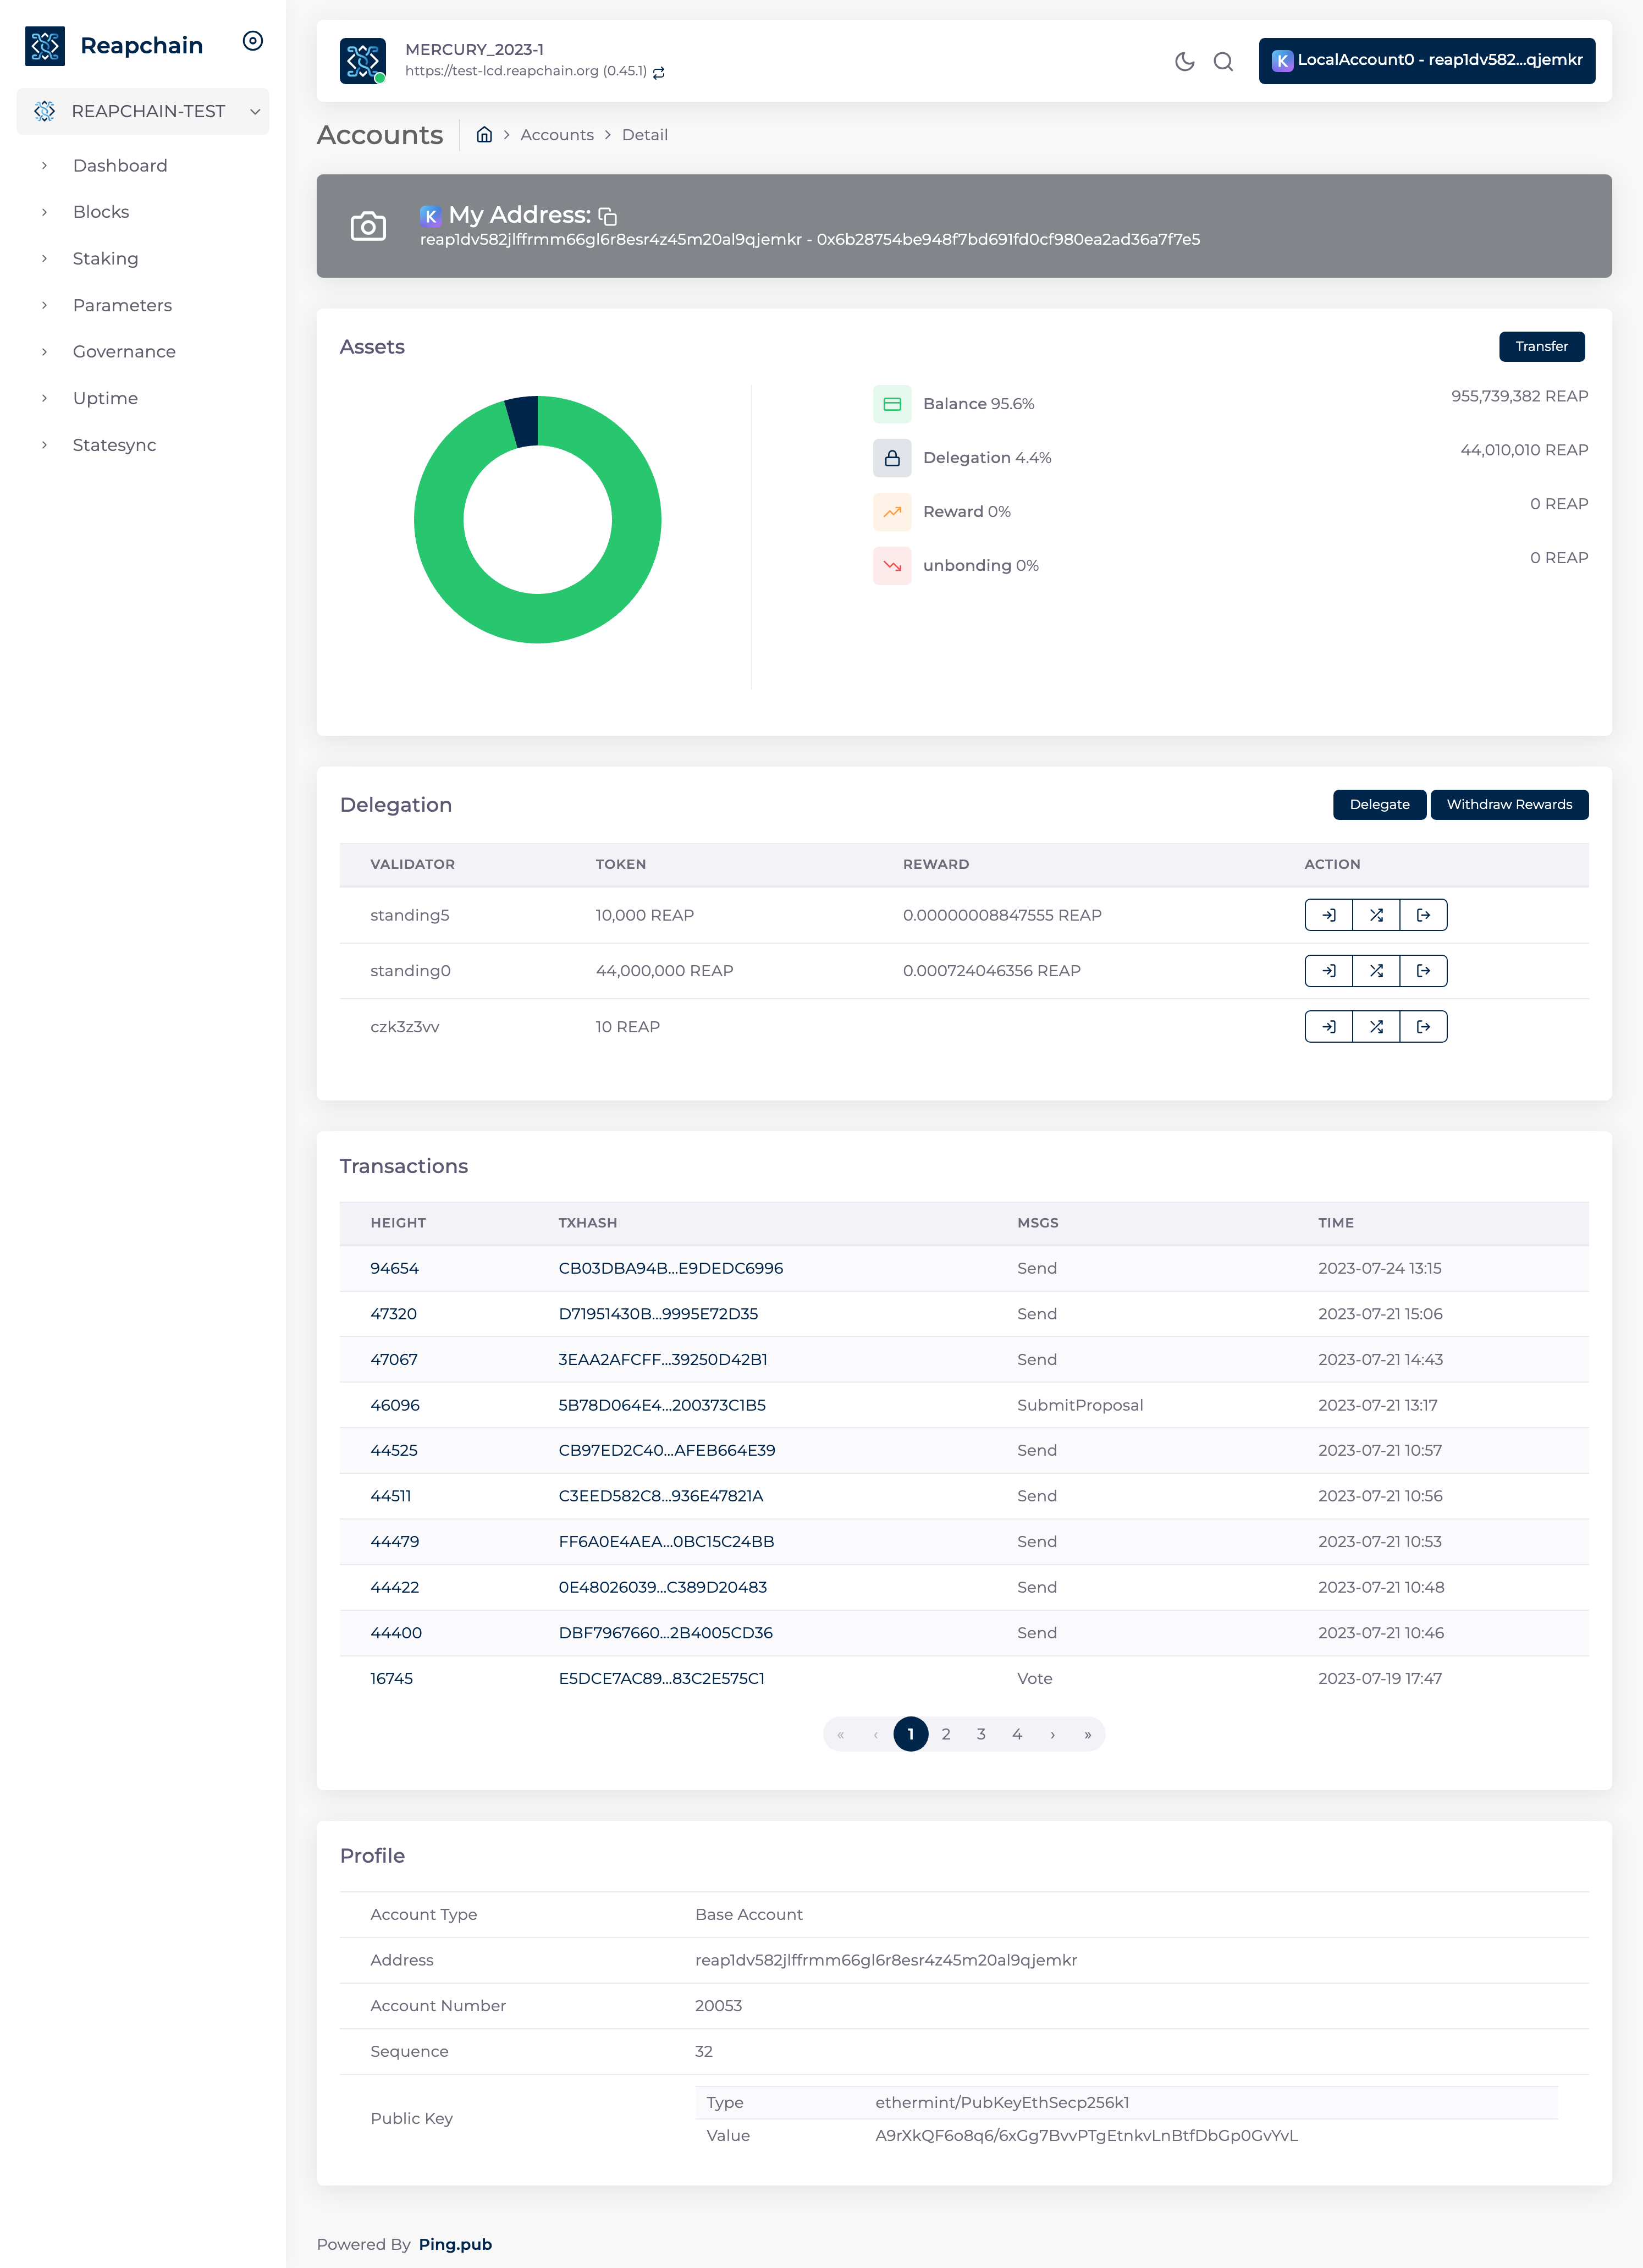 Reapchain
REAPCHAIN-TEST
Dashboard
Blocks
Staking
Parameters
Governance
Uptime
Statesync
MERCURY_2023-1
https://test-lcd.reapchain.org (0.45.1)
K LocalAccount0 - reap1dv582...qjemkr
Accounts
Accounts > Detail
K My Address:
reap1dv582jlffrmm66gl6r8esr4z45m20al9qjemkr - 0x6b28754be948f7bd691fd0cf980ea2ad36a7f7e5
Assets
Transfer
Balance 95.6% 955,739,382 REAP
Delegation 4.4% 44,010,010 REAP
Reward 0% 0 REAP
unbonding 0% 0 REAP
Delegation
Delegate Withdraw Rewards
VALIDATOR TOKEN REWARD ACTION
standing5 10,000 REAP 0.00000008847555 REAP
standing0 44,000,000 REAP 0.000724046356 REAP
czk3z3vv 10 REAP
Transactions
HEIGHT TXHASH MSGS TIME
94654 CB03DBA94B...E9DEDC6996 Send 2023-07-24 13:15
47320 D71951430B...9995E72D35 Send 2023-07-21 15:06
47067 3EAA2AFCFF...39250D42B1 Send 2023-07-21 14:43
46096 5B78D064E4...200373C1B5 SubmitProposal 2023-07-21 13:17
44525 CB97ED2C40...AFEB664E39 Send 2023-07-21 10:57
44511 C3EED582C8...936E47821A Send 2023-07-21 10:56
44479 FF6A0E4AEA...0BC15C24BB Send 2023-07-21 10:53
44422 0E48026039...C389D20483 Send 2023-07-21 10:48
44400 DBF7967660...2B4005CD36 Send 2023-07-21 10:46
16745 E5DCE7AC89...83C2E575C1 Vote 2023-07-19 17:47
« ‹ 1 2 3 4 › »
Profile
Account Type Base Account
Address reap1dv582jlffrmm66gl6r8esr4z45m20al9qjemkr
Account Number 20053
Sequence 32
Public Key
Type ethermint/PubKeyEthSecp256k1
Value A9rXkQF6o8q6/6xGg7BvvPTgEtnkvLnBtfDbGp0GvYvL
Powered By Ping.pub